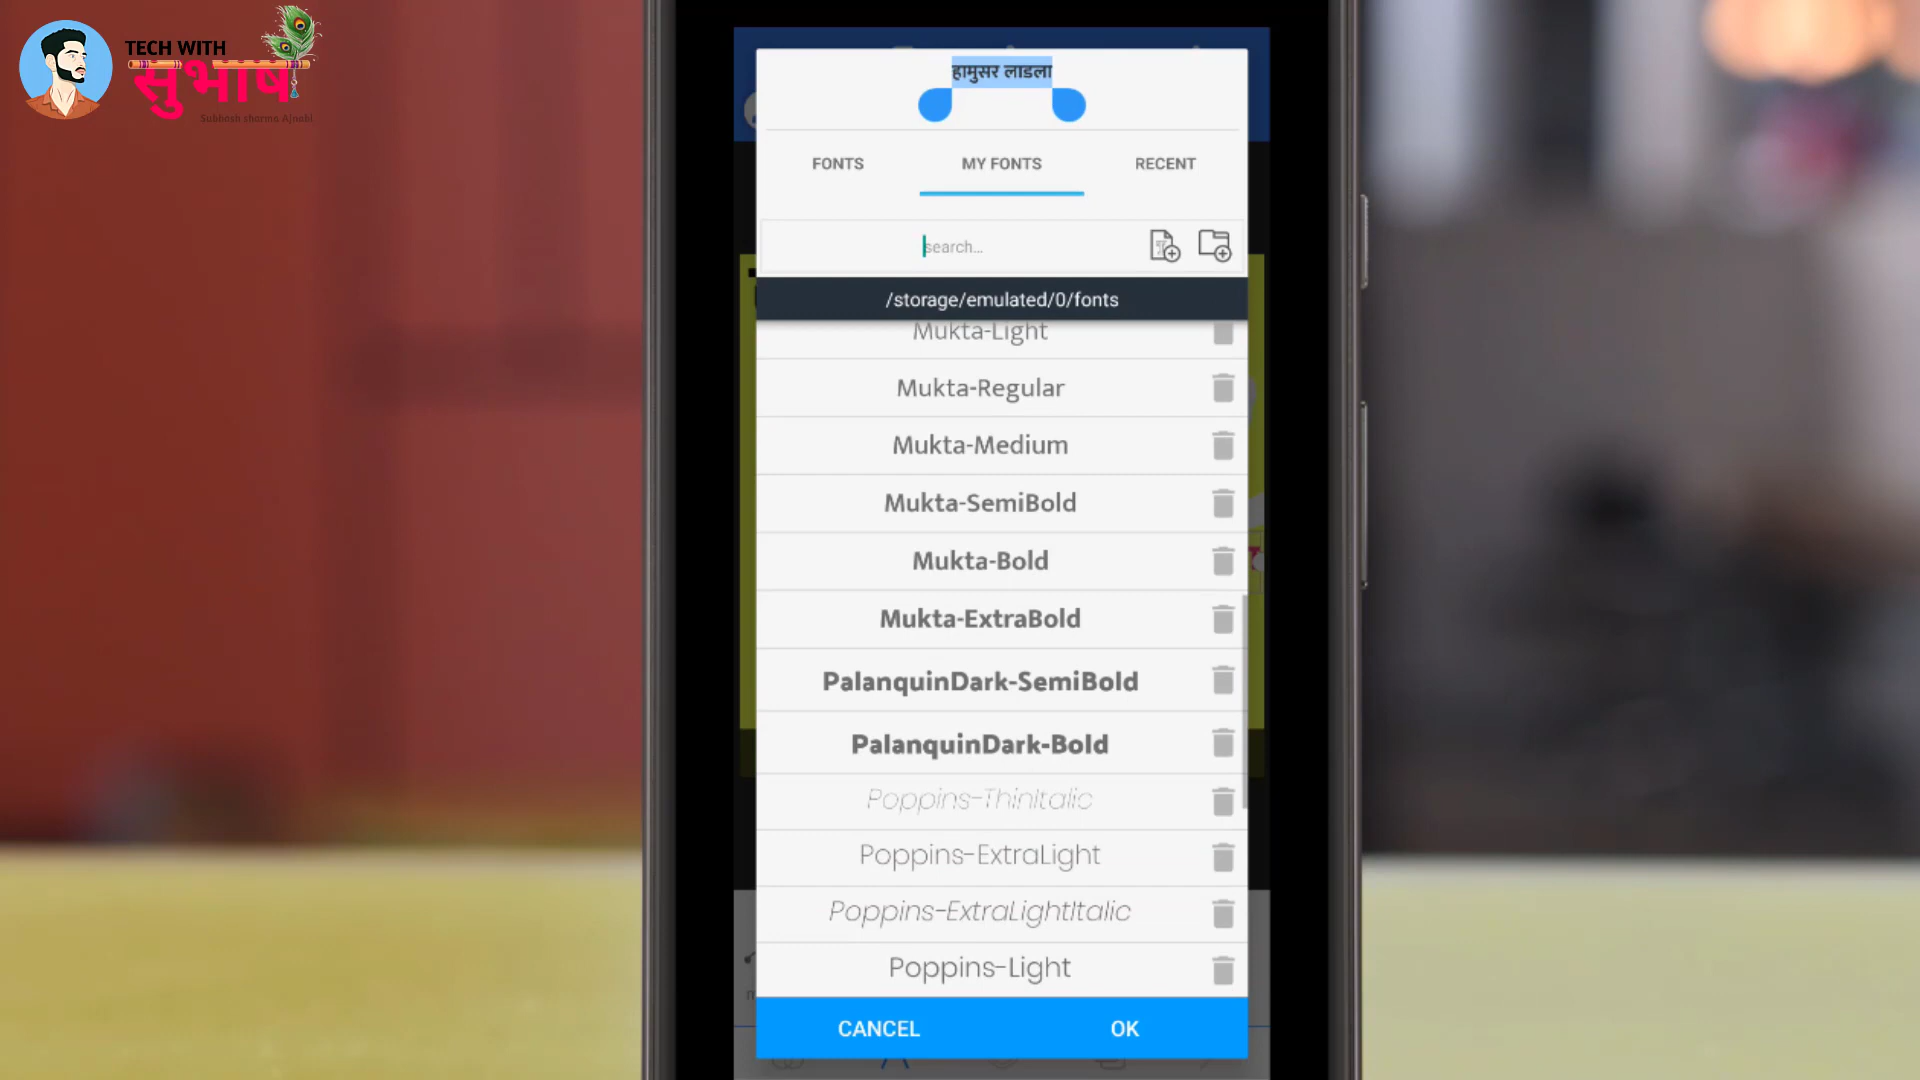 TECH WITH
सुभाष
Subhash sharma Ajnabi
हामुसर लाडला
FONTS
MY FONTS
RECENT
search...
/storage/emulated/0/fonts
Mukta-Light
Mukta-Regular
Mukta-Medium
Mukta-SemiBold
Mukta-Bold
Mukta-ExtraBold
PalanquinDark-SemiBold
PalanquinDark-Bold
Poppins-ThinItalic
Poppins-ExtraLight
Poppins-ExtraLightItalic
Poppins-Light
CANCEL
OK